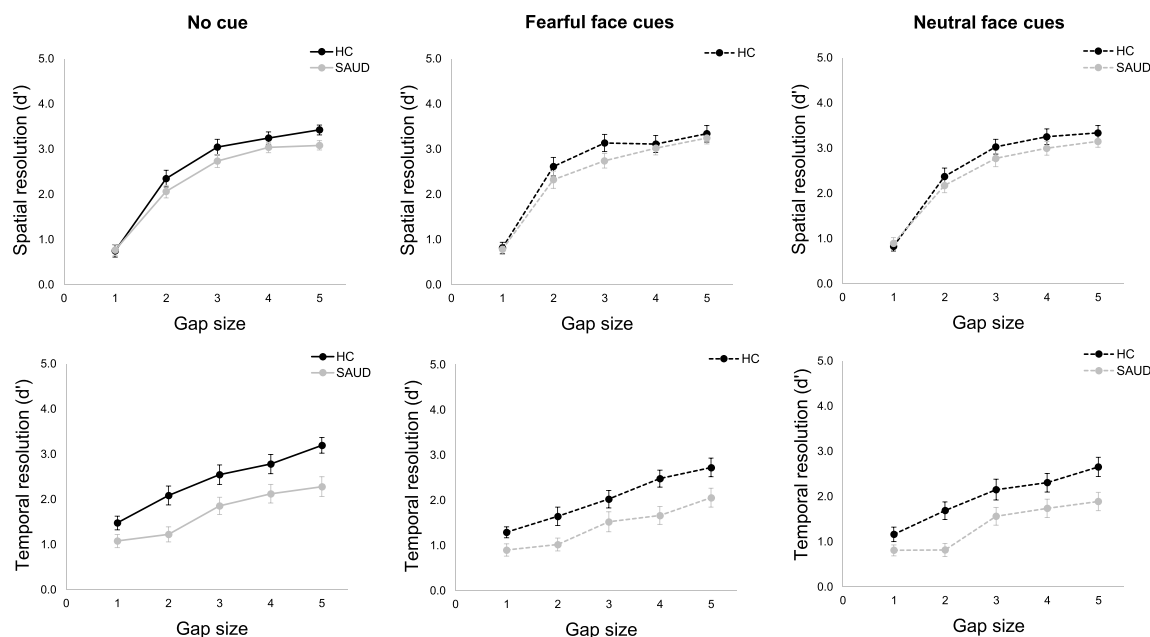 No cue
Fearful face cues
Neutral face cues
HC
SAUD
5.0
4.0
3.0
2.0
1.0
0.0
0 1 2 3 4 5
Spatial resolution (d')
Gap size
HC
5.0
4.0
3.0
2.0
1.0
0.0
0 1 2 3 4 5
Spatial resolution (d')
Gap size
HC
SAUD
5.0
4.0
3.0
2.0
1.0
0.0
0 1 2 3 4 5
Spatial resolution (d')
Gap size
HC
SAUD
5.0
4.0
3.0
2.0
1.0
0.0
0 1 2 3 4 5
Temporal resolution (d')
Gap size
HC
5.0
4.0
3.0
2.0
1.0
0.0
0 1 2 3 4 5
Temporal resolution (d')
Gap size
HC
SAUD
5.0
4.0
3.0
2.0
1.0
0.0
0 1 2 3 4 5
Temporal resolution (d')
Gap size